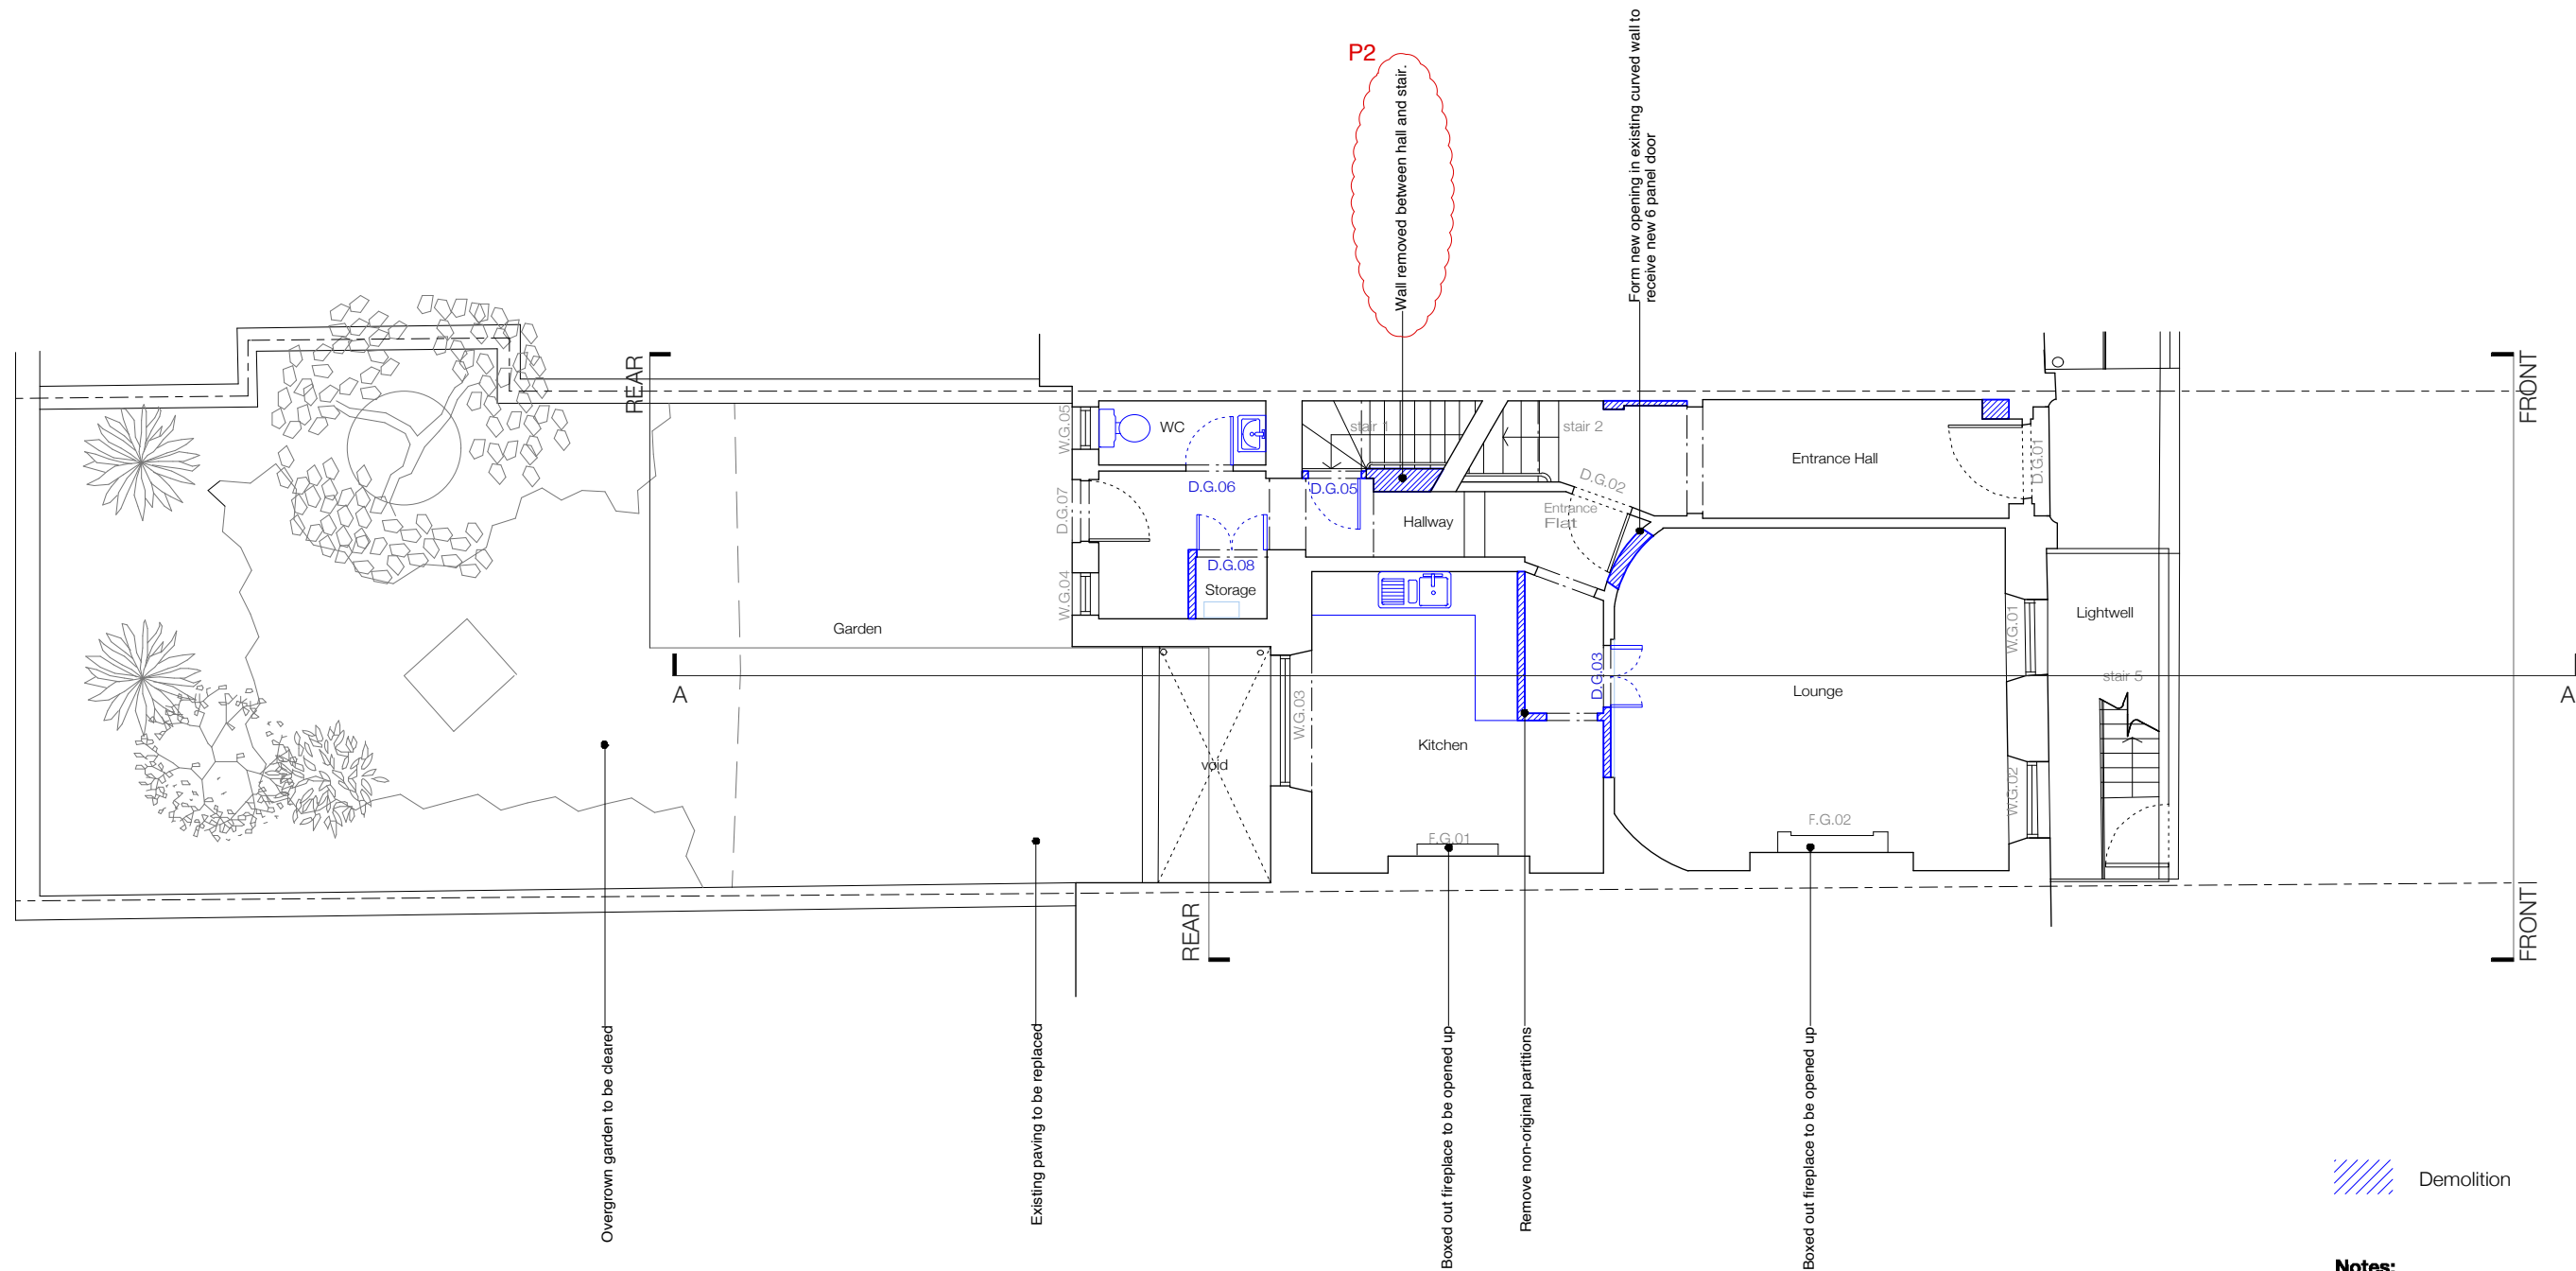 P2
Wall removed between hall and stair.
Form new opening in existing curved wall to
receive new 6 panel door
REAR
FRONT
W.G.05
WC
stair 1
stair 2
Entrance Hall
D.G.01
D.G.02
D.G.06
D.G.05
D.G.07
Entrance
Flat
Hallway
D.G.08
Storage
W.G.04
Garden
W.G.01
Lightwell
D.G.03
stair 5
A
A
Lounge
W.G.03
Kitchen
void
W.G.02
F.G.01
F.G.02
REAR
FRONT
Overgrown garden to be cleared
Existing paving to be replaced
Boxed out fireplace to be opened up
Remove non-original partitions
Boxed out fireplace to be opened up
Demolition
Notes: